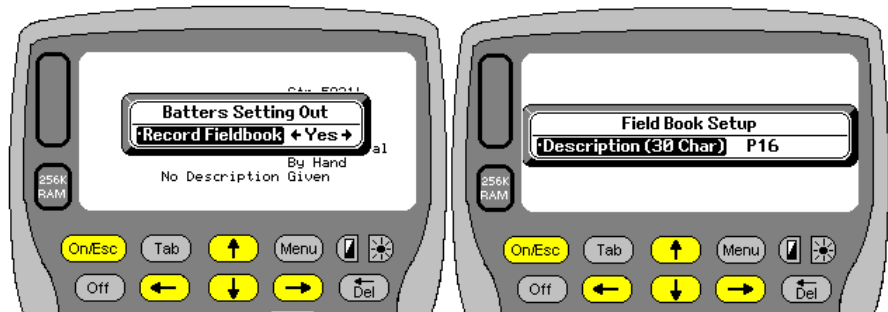 Batters Setting Out
·Record Fieldbook ←Yes→
al
By Hand
No Description Given
256K
RAM
On/Esc Tab Menu
Off Del
Field Book Setup
·Description (30 Char) P16
256K
RAM
On/Esc Tab Menu
Off Del